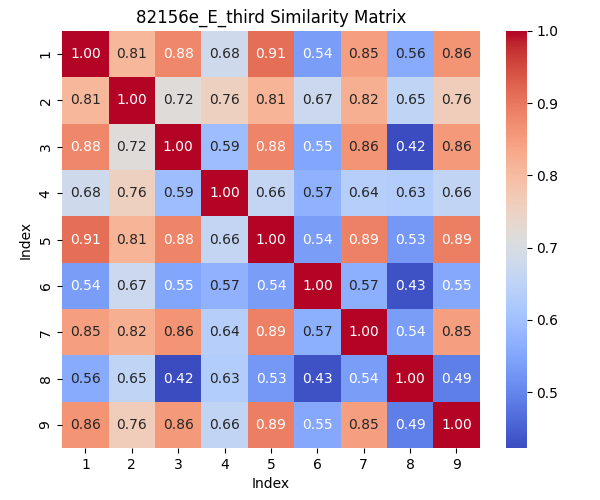 82156e_E_third Similarity Matrix
1 1.00 0.81 0.88 0.68 0.91 0.54 0.85 0.56 0.86
2 0.81 1.00 0.72 0.76 0.81 0.67 0.82 0.65 0.76
3 0.88 0.72 1.00 0.59 0.88 0.55 0.86 0.42 0.86
4 0.68 0.76 0.59 1.00 0.66 0.57 0.64 0.63 0.66
5 0.91 0.81 0.88 0.66 1.00 0.54 0.89 0.53 0.89
6 0.54 0.67 0.55 0.57 0.54 1.00 0.57 0.43 0.55
7 0.85 0.82 0.86 0.64 0.89 0.57 1.00 0.54 0.85
8 0.56 0.65 0.42 0.63 0.53 0.43 0.54 1.00 0.49
9 0.86 0.76 0.86 0.66 0.89 0.55 0.85 0.49 1.00
1 2 3 4 5 6 7 8 9
Index
Index
1.0
0.9
0.8
0.7
0.6
0.5